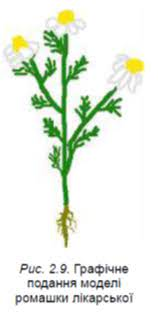 Рис. 2.9. Графічне
подання моделі
ромашки лікарської